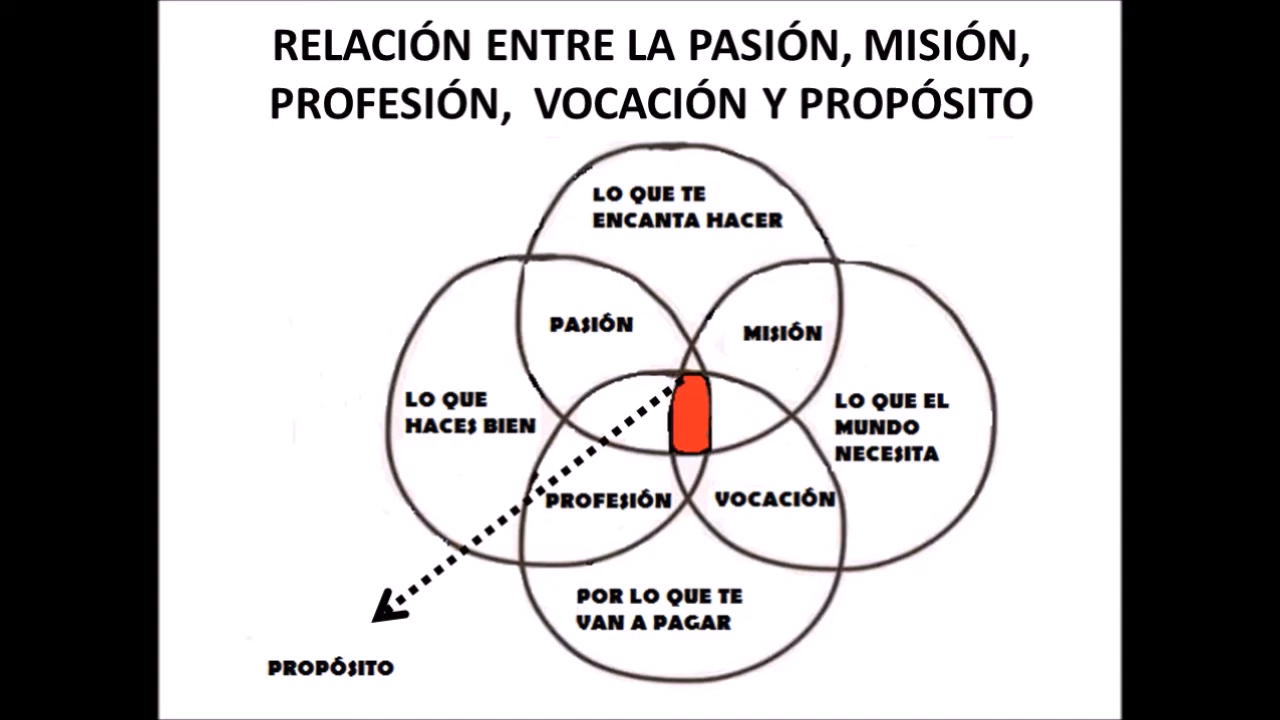 RELACIÓN ENTRE LA PASIÓN, MISIÓN,
PROFESIÓN, VOCACIÓN Y PROPÓSITO
LO QUE TE
ENCANTA HACER
PASIÓN
MISIÓN
LO QUE
HACES BIEN
LO QUE EL
MUNDO
NECESITA
PROFESIÓN
VOCACIÓN
POR LO QUE TE
VAN A PAGAR
PROPÓSITO